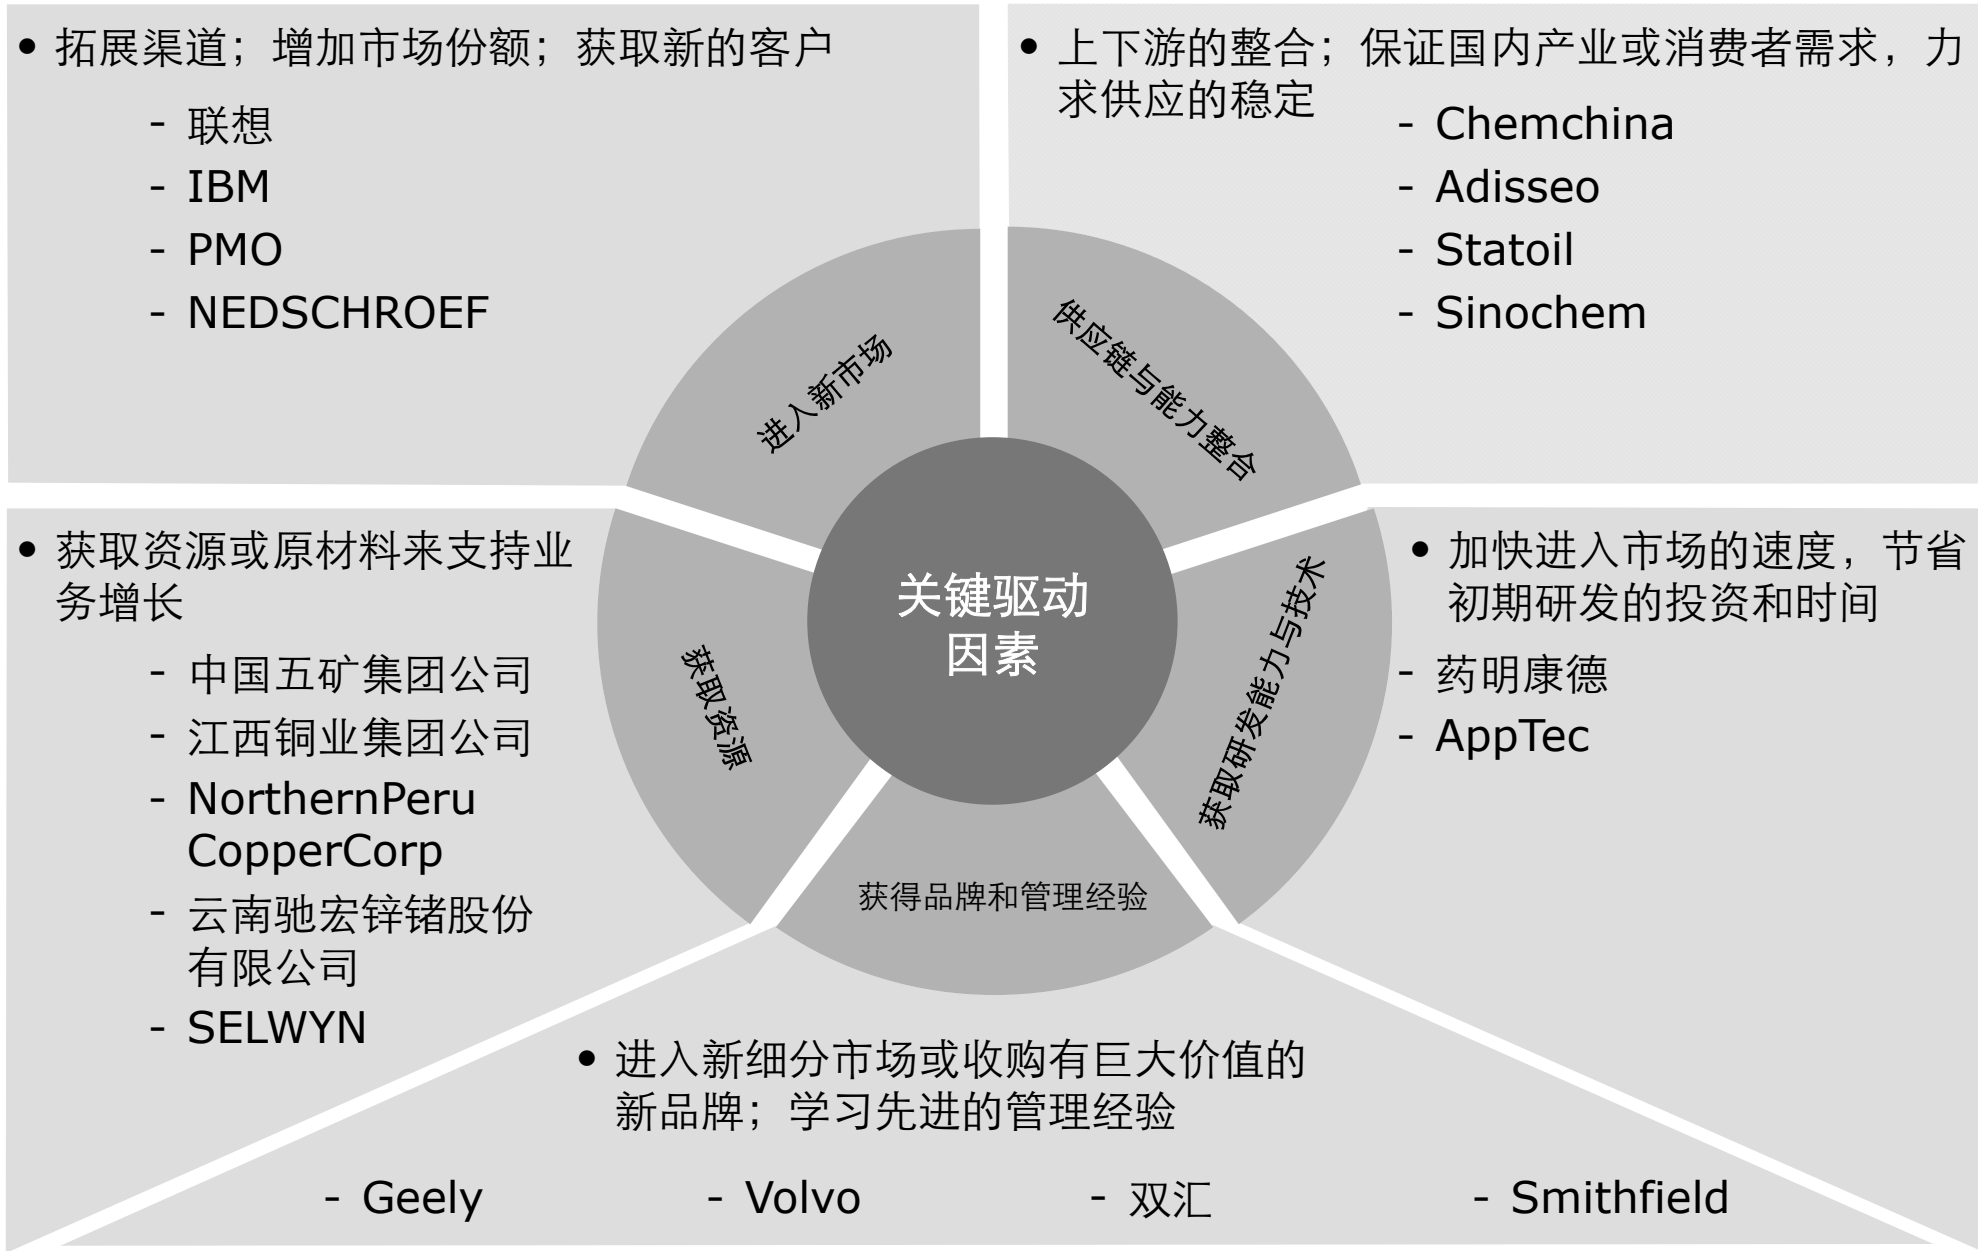 • 拓展渠道；增加市场份额；获取新的客户
- 联想
- IBM
- PMO
- NEDSCHROEF
• 上下游的整合；保证国内产业或消费者需求，力
求供应的稳定
- Chemchina
- Adisseo
- Statoil
- Sinochem
进入新市场
供应链与能力整合
关键驱动
因素
获取资源
获取研发能力与技术
获得品牌和管理经验
• 获取资源或原材料来支持业
务增长
- 中国五矿集团公司
- 江西铜业集团公司
- NorthernPeru
CopperCorp
- 云南驰宏锌锗股份
有限公司
- SELWYN
• 加快进入市场的速度，节省
初期研发的投资和时间
- 药明康德
- AppTec
• 进入新细分市场或收购有巨大价值的
新品牌；学习先进的管理经验
- Geely - Volvo - 双汇 - Smithfield